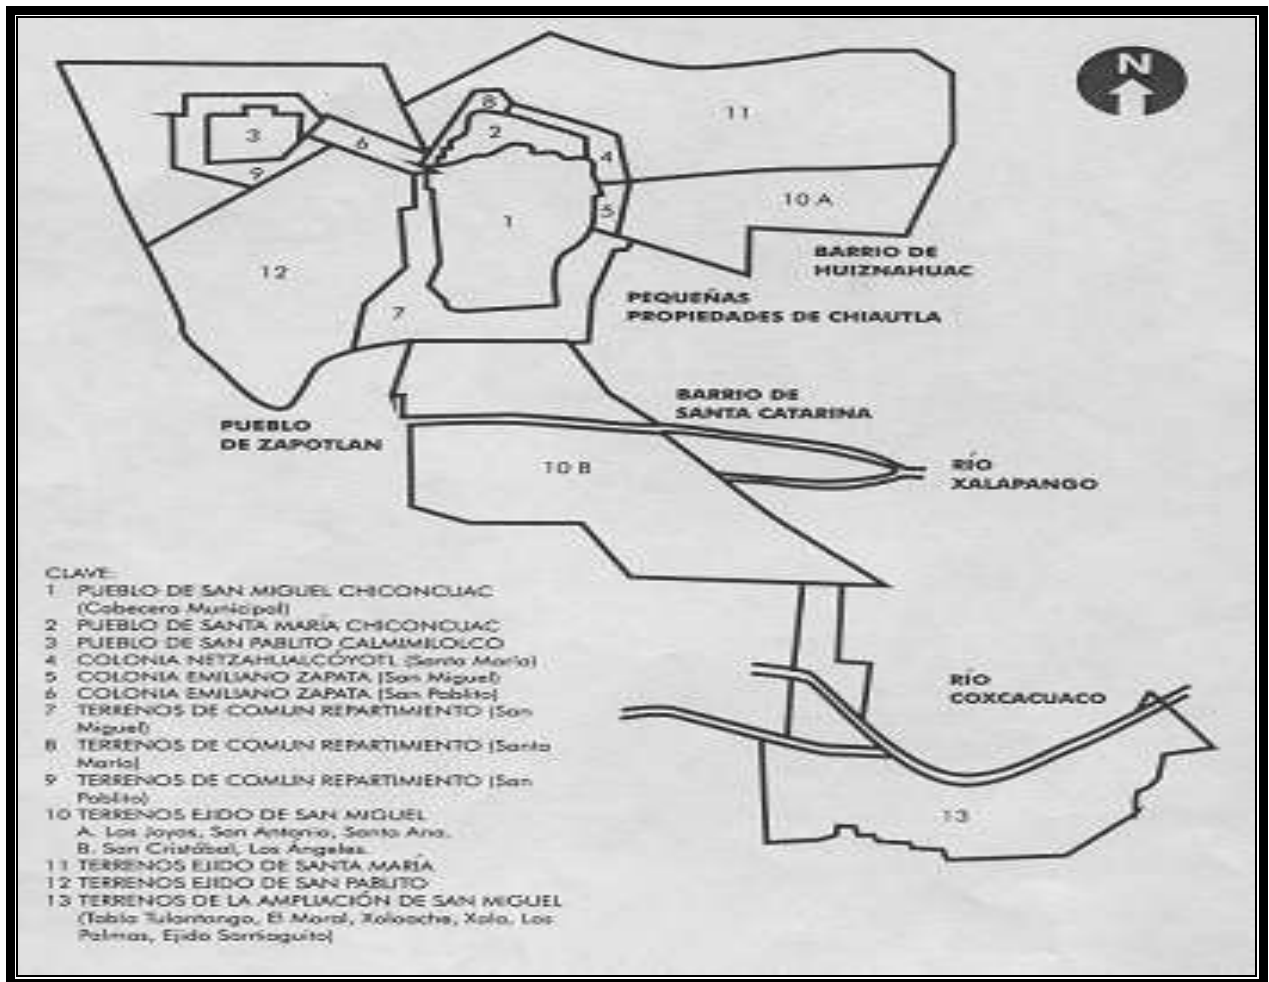 N
11
8
2
3
6
4
9
10 A
5
1
BARRIO DE
HUIZNAHUAC
12
PEQUEÑAS
PROPIEDADES DE CHIAUTLA
7
BARRIO DE
SANTA CATARINA
PUEBLO
DE ZAPOTLAN
10 B
RÍO
XALAPANGO
CLAVE:
1 PUEBLO DE SAN MIGUEL CHICONCUAC
(Cabecera Municipal)
2 PUEBLO DE SANTA MARÍA CHICONCUAC
3 PUEBLO DE SAN PABLITO CALMIMILOLCO
4 COLONIA NETZAHUALCÓYOTL (Santa María)
5 COLONIA EMILIANO ZAPATA (San Miguel)
6 COLONIA EMILIANO ZAPATA (San Pablito)
7 TERRENOS DE COMUN REPARTIMIENTO (San
Miguel)
8 TERRENOS DE COMUN REPARTIMIENTO (Santa
María)
9 TERRENOS DE COMUN REPARTIMIENTO (San
Pablito)
10 TERRENOS EJIDO DE SAN MIGUEL
A. Las Joyas, San Antonio, Santa Ana.
B. San Cristóbal, Los Ángeles.
11 TERRENOS EJIDO DE SANTA MARÍA
12 TERRENOS EJIDO DE SAN PABLITO
13 TERRENOS DE LA AMPLIACIÓN DE SAN MIGUEL
(Tabla Tulantongo, El Moral, Xoloache, Xala, Las
Palmas, Ejido Santiaguito)
RÍO
COXCACUACO
13